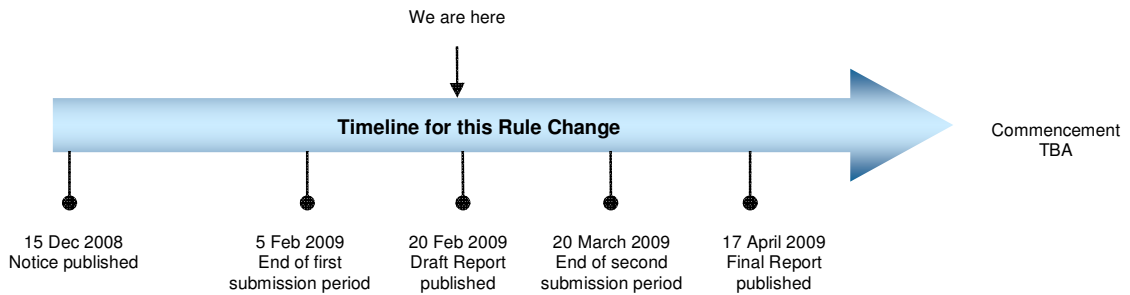 We are here
Timeline for this Rule Change
Commencement
TBA
15 Dec 2008
Notice published
5 Feb 2009
End of first
submission period
20 Feb 2009
Draft Report
published
20 March 2009
End of second
submission period
17 April 2009
Final Report
published